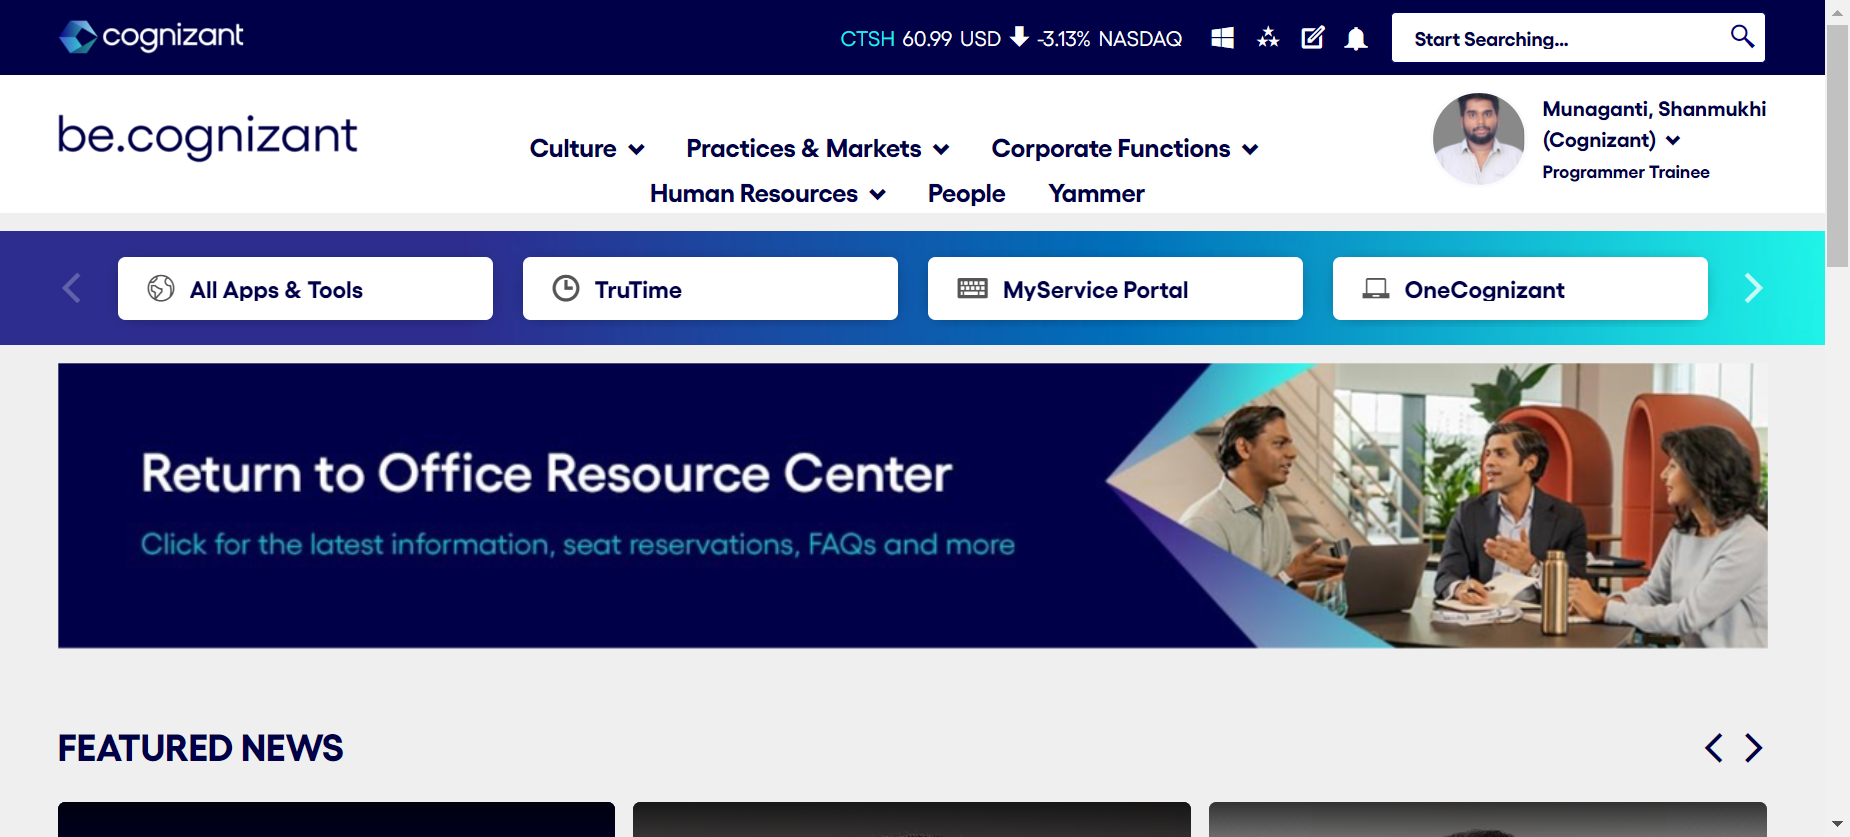 cognizant
CTSH 60.99 USD -3.13% NASDAQ
Start Searching...
be.cognizant
Culture
Practices & Markets
Corporate Functions
Human Resources
People
Yammer
Munaganti, Shanmukhi
(Cognizant)
Programmer Trainee
All Apps & Tools
TruTime
MyService Portal
OneCognizant
Return to Office Resource Center
Click for the latest information, seat reservations, FAQs and more
FEATURED NEWS